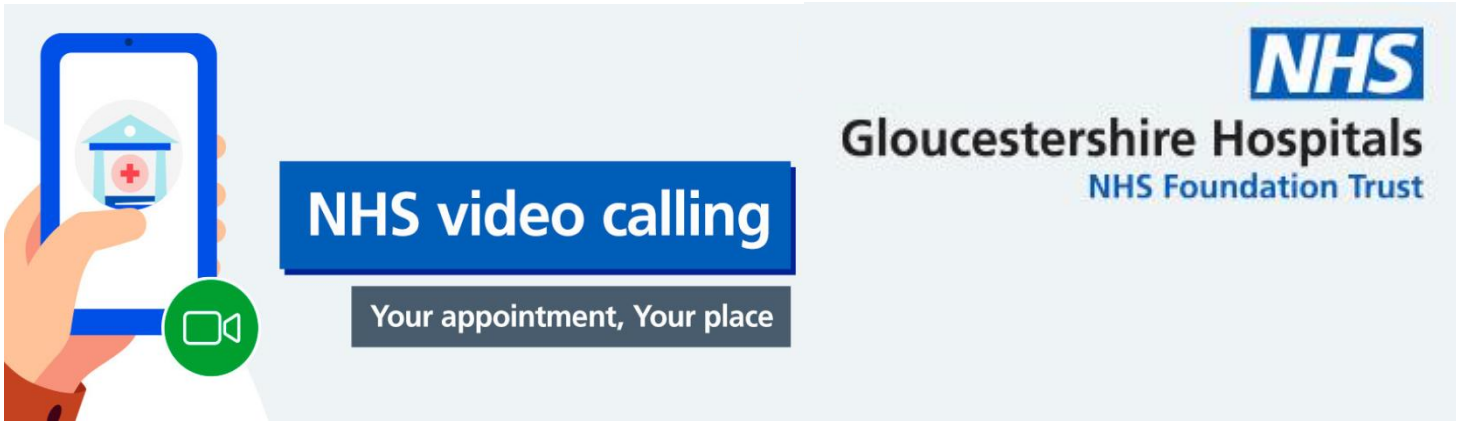 NHS video calling
Your appointment, Your place
NHS
Gloucestershire Hospitals
NHS Foundation Trust